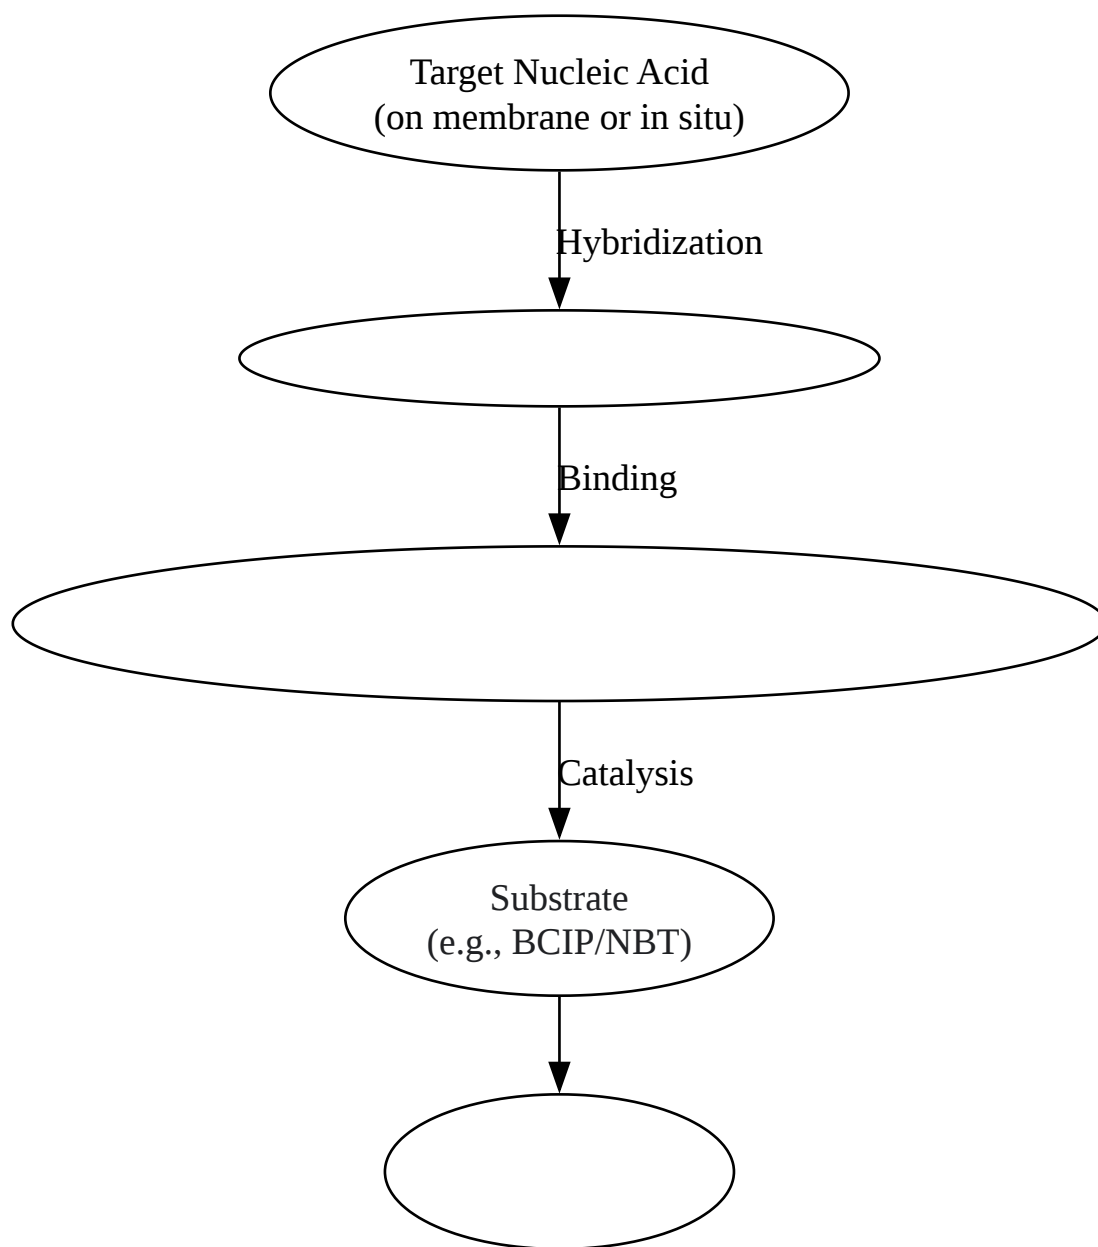 Target Nucleic Acid
(on membrane or in situ)
Hybridization
Binding
Catalysis
Substrate
(e.g., BCIP/NBT)